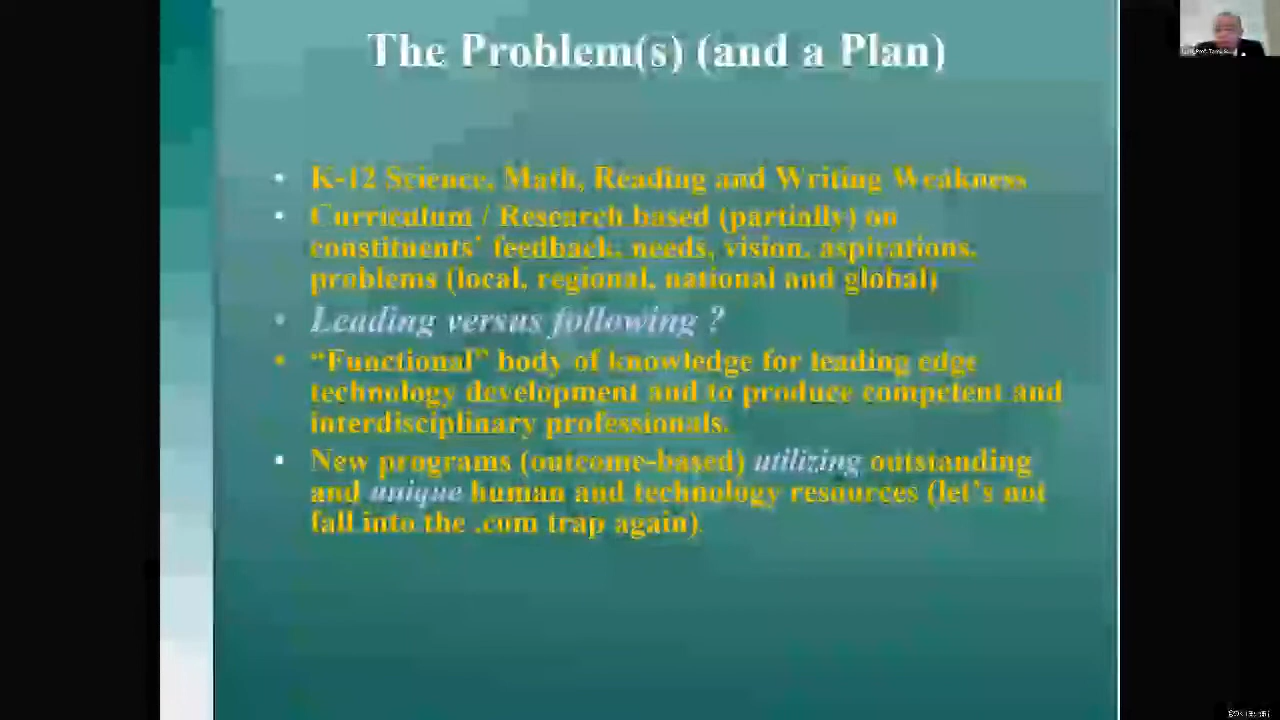 The Problem(s) (and a Plan)
• K-12 Science, Math, Reading and Writing Weakness
• Curriculum / Research based (partially) on
constituents' feedback, needs, vision, aspirations,
problems (local, regional, national and global)
• Leading versus following ?
• “Functional” body of knowledge for leading edge
technology development and to produce competent and
interdisciplinary professionals.
• New programs (outcome-based) utilizing outstanding
and unique human and technology resources (let's not
fall into the .com trap again).